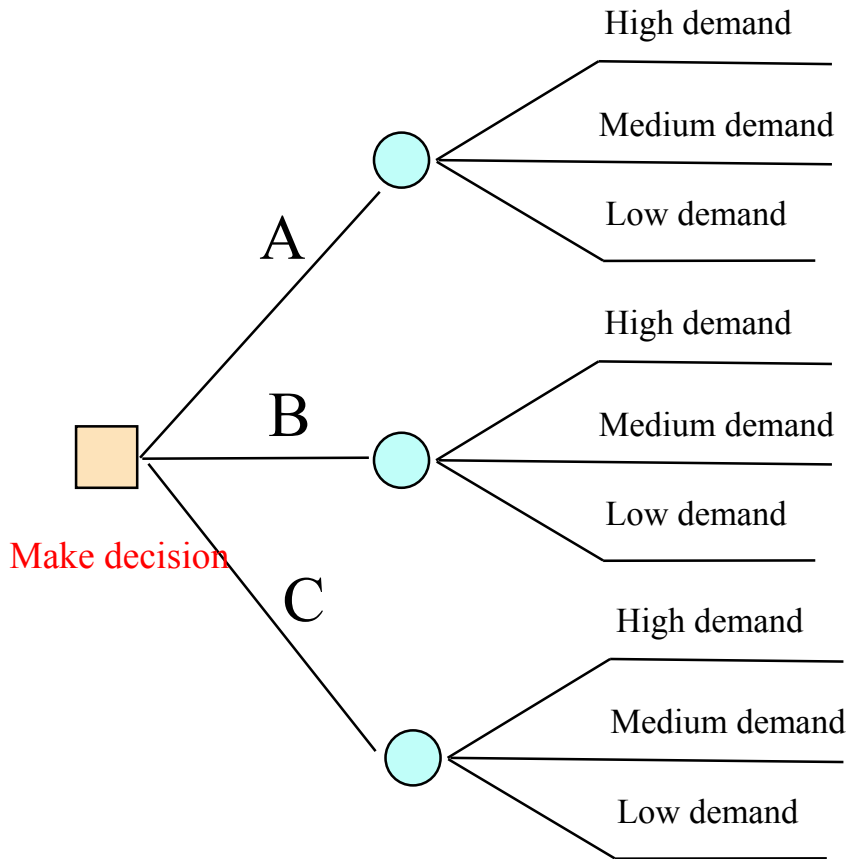 High demand
Medium demand
Low demand
A
High demand
B
Medium demand
Low demand
Make decision
C
High demand
Medium demand
Low demand